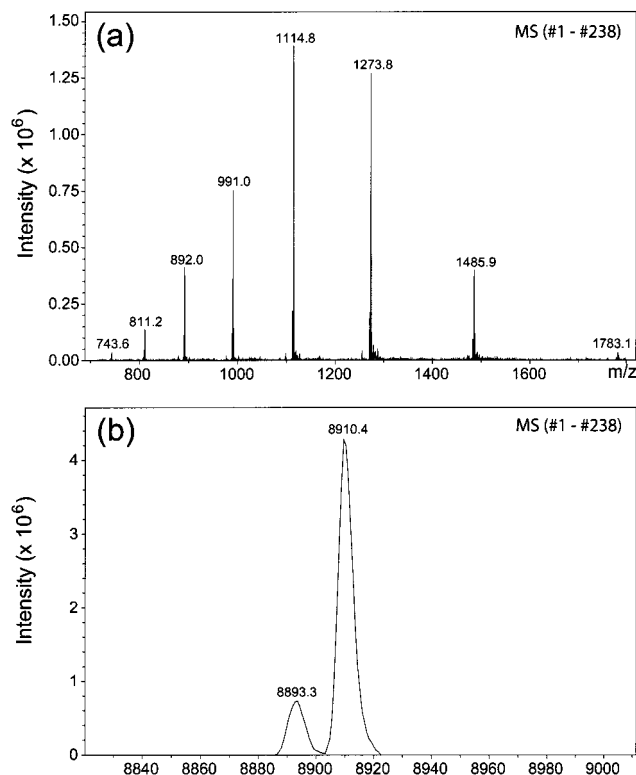 (a)
MS (#1 - #238)
Intensity (x 10⁶)
1.50
1.25
1.00
0.75
0.50
0.25
0.00
743.6
811.2
892.0
991.0
1114.8
1273.8
1485.9
1783.1
800 1000 1200 1400 1600 m/z
(b)
MS (#1 - #238)
Intensity (x 10⁶)
4
3
2
1
0
8893.3
8910.4
8840 8860 8880 8900 8920 8940 8960 8980 9000